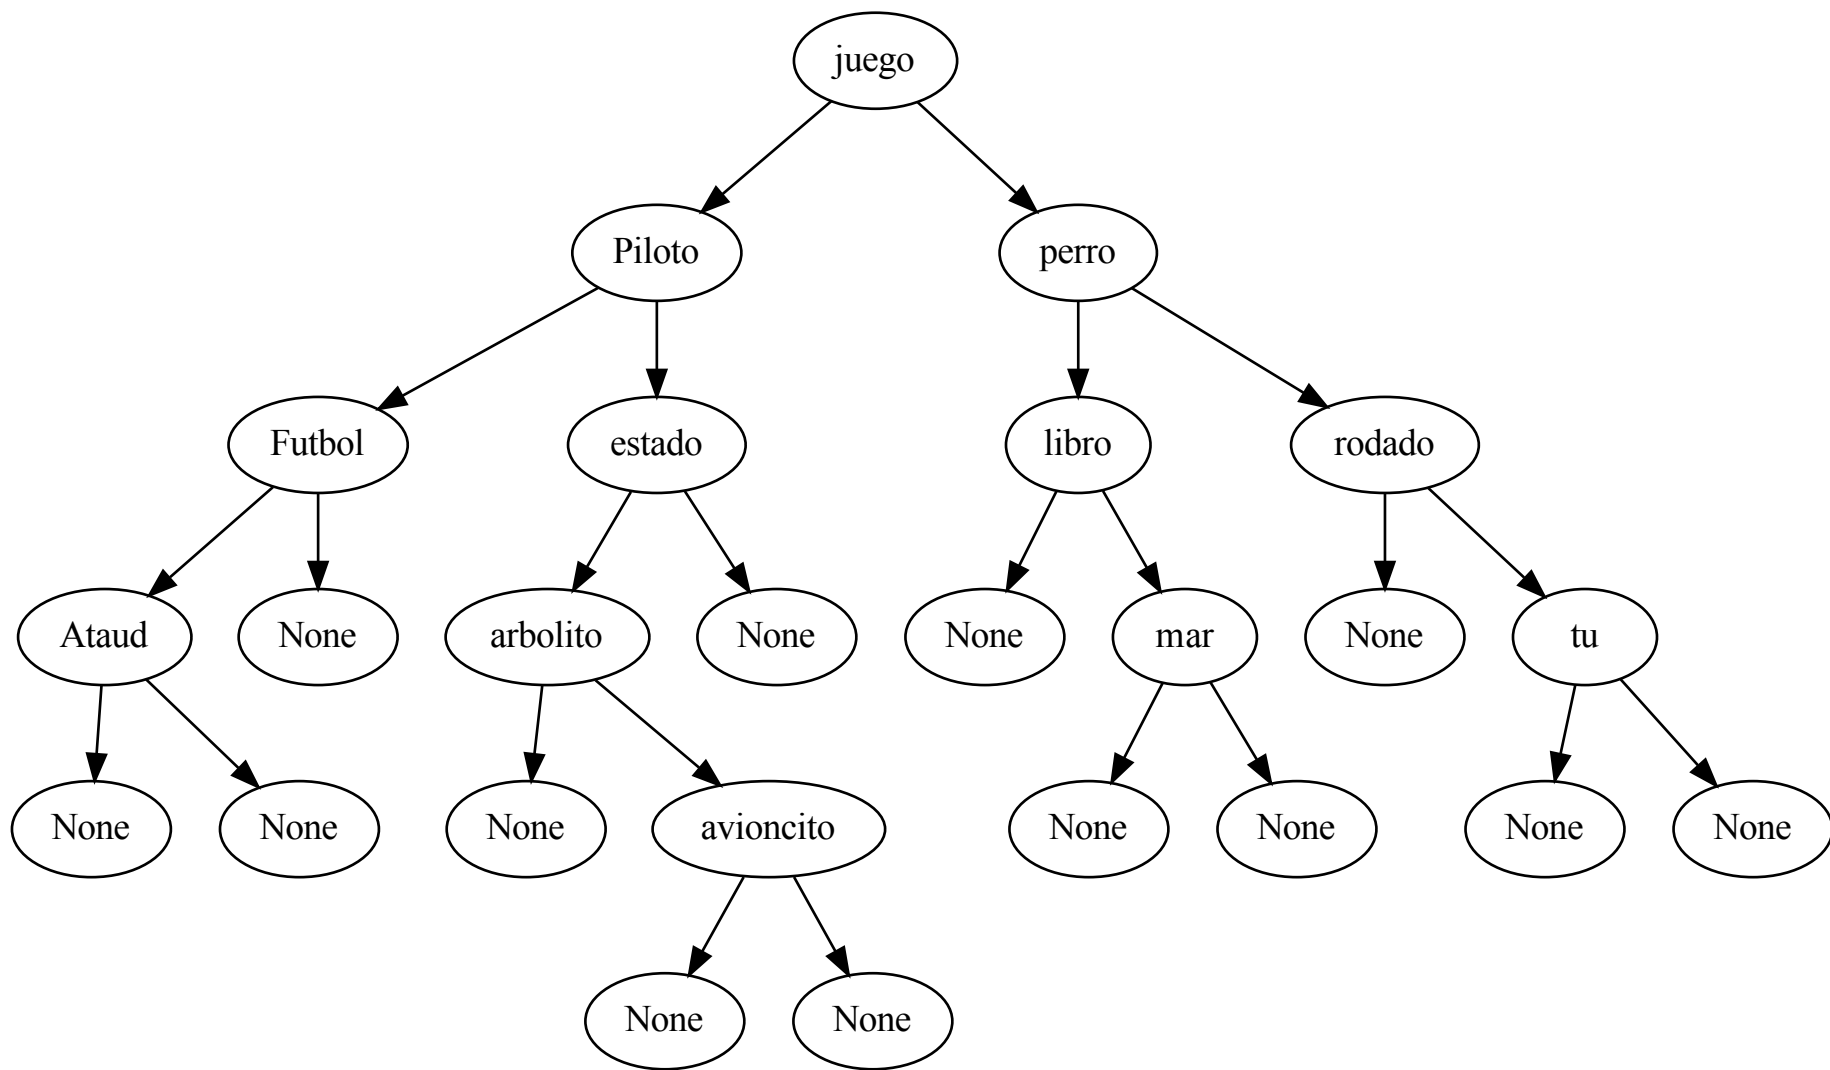 juego
Piloto
perro
Futbol
estado
libro
rodado
Ataud
None
arbolito
None
None
mar
None
tu
None
None
None
avioncito
None
None
None
None
None
None